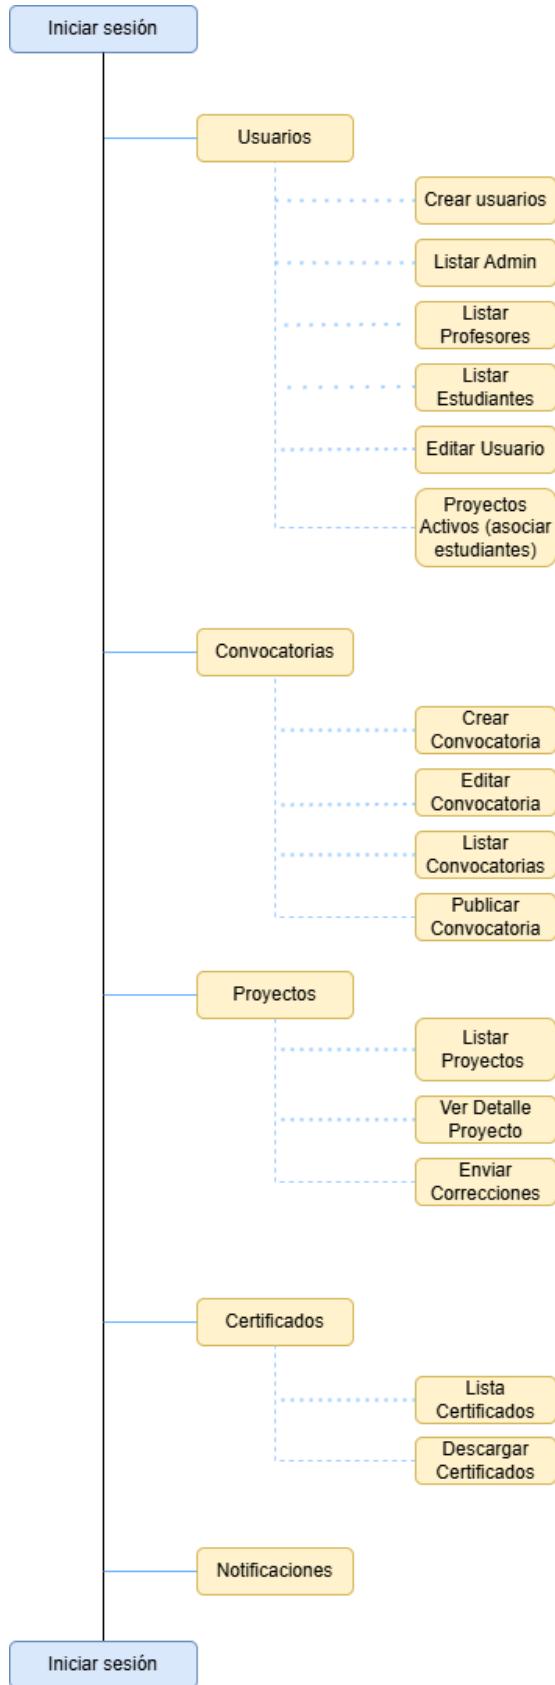 Iniciar sesión
Usuarios
Crear usuarios
Listar Admin
Listar
Profesores
Listar
Estudiantes
Editar Usuario
Proyectos
Activos (asociar
estudiantes)
Convocatorias
Crear
Convocatoria
Editar
Convocatoria
Listar
Convocatorias
Publicar
Convocatoria
Proyectos
Listar
Proyectos
Ver Detalle
Proyecto
Enviar
Correcciones
Certificados
Lista
Certificados
Descargar
Certificados
Notificaciones
Iniciar sesión